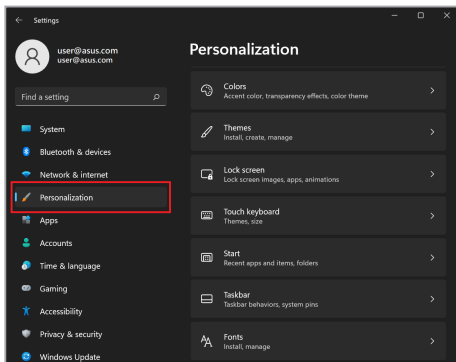 Settings
user@asus.com
user@asus.com
Find a setting
System
Bluetooth & devices
Network & internet
Personalization
Apps
Accounts
Time & language
Gaming
Accessibility
Privacy & security
Windows Update
Personalization
Colors
Accent color, transparency effects, color theme
Themes
Install, create, manage
Lock screen
Lock screen images, apps, animations
Touch keyboard
Themes, size
Start
Recent apps and items, folders
Taskbar
Taskbar behaviors, system pins
Fonts
Install, manage